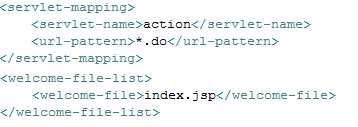 <servlet-mapping>
    <servlet-name>action</servlet-name>
    <url-pattern>*.do</url-pattern>
</servlet-mapping>
<welcome-file-list>
    <welcome-file>index.jsp</welcome-file>
</welcome-file-list>